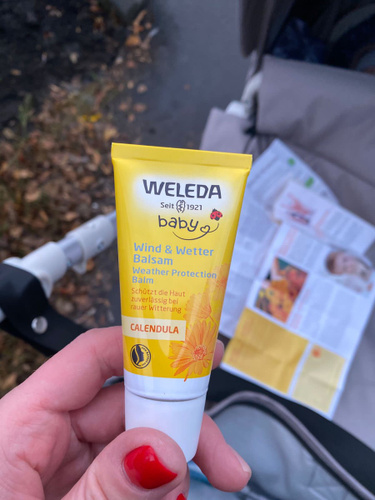 WELEDA
Seit 1921
baby
Wind & Wetter
Balsam
Weather Protection
Balm
Schützt die Haut
zuverlässig bei
rauer Witterung
CALENDULA